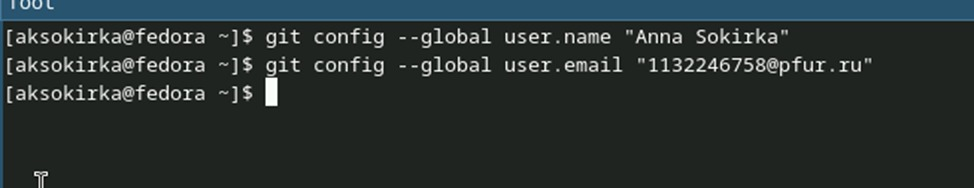 root
[aksokirka@fedora ~]$ git config --global user.name "Anna Sokirka"
[aksokirka@fedora ~]$ git config --global user.email "1132246758@pfur.ru"
[aksokirka@fedora ~]$